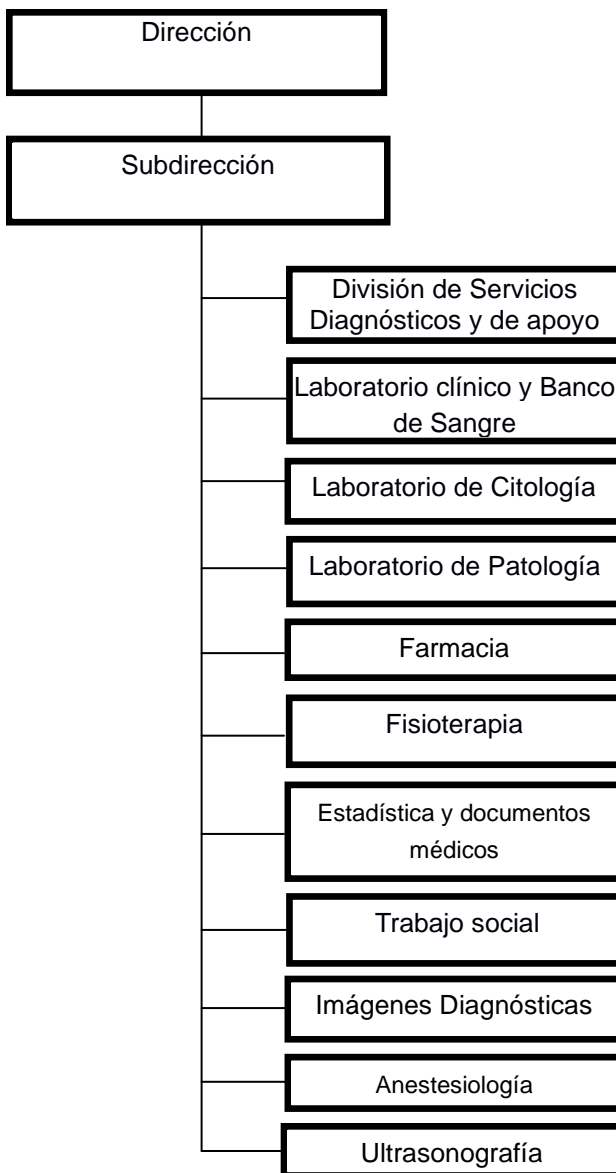 Dirección
Subdirección
División de Servicios
Diagnósticos y de apoyo
Laboratorio clínico y Banco
de Sangre
Laboratorio de Citología
Laboratorio de Patología
Farmacia
Fisioterapia
Estadística y documentos
médicos
Trabajo social
Imágenes Diagnósticas
Anestesiología
Ultrasonografía